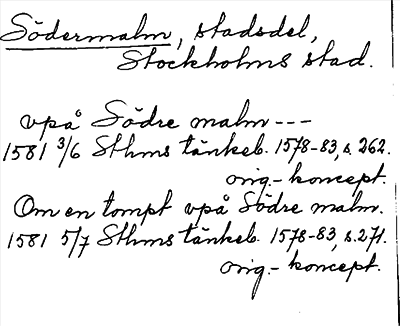 Södermalm, stadsdel,
Stockholms stad.
vpå Södre malm ---
1581 3/6 Sthms tänkeb. 1578-83, s. 262.
orig.- koncept.
Om en tompt vpå Södre malm.
1581 5/7 Sthms tänkeb. 1578-83, s. 271.
orig.- koncept.